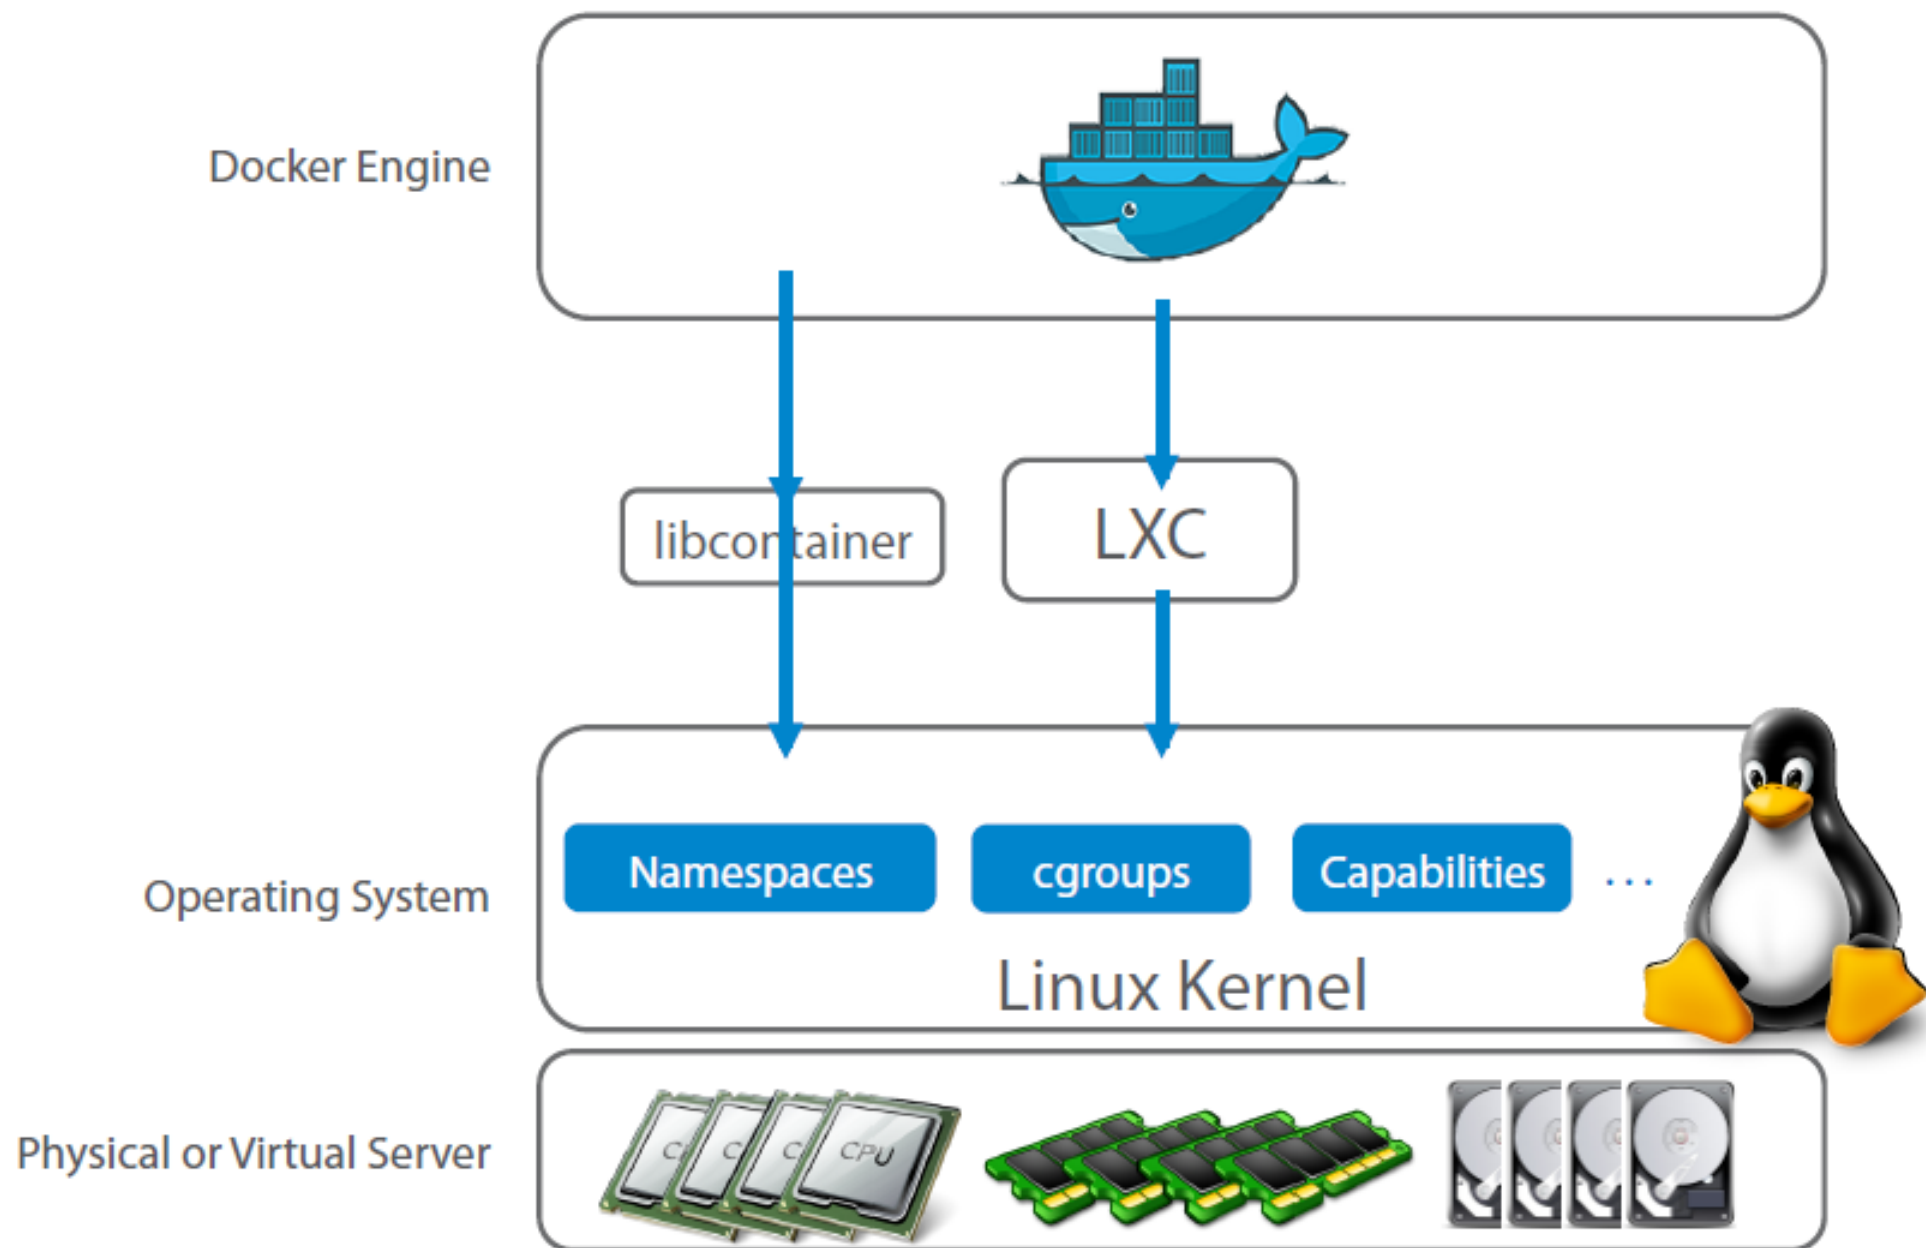 Docker Engine
libcontainer
LXC
Namespaces
cgroups
Capabilities
...
Operating System
Linux Kernel
Physical or Virtual Server
C
C
C
CPU